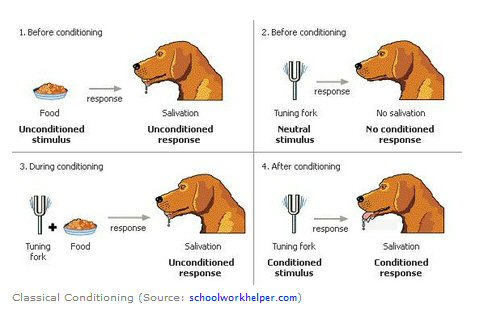 1. Before conditioning
response
Food
Salivation
Unconditioned
stimulus
Unconditioned
response
2. Before conditioning
response
Tuning fork
No salivation
Neutral
stimulus
No conditioned
response
3. During conditioning
+
response
Tuning
fork
Food
Salivation
Unconditioned
response
4. After conditioning
response
Tuning fork
Salivation
Conditioned
stimulus
Conditioned
response
Classical Conditioning (Source: schoolworkhelper.com)